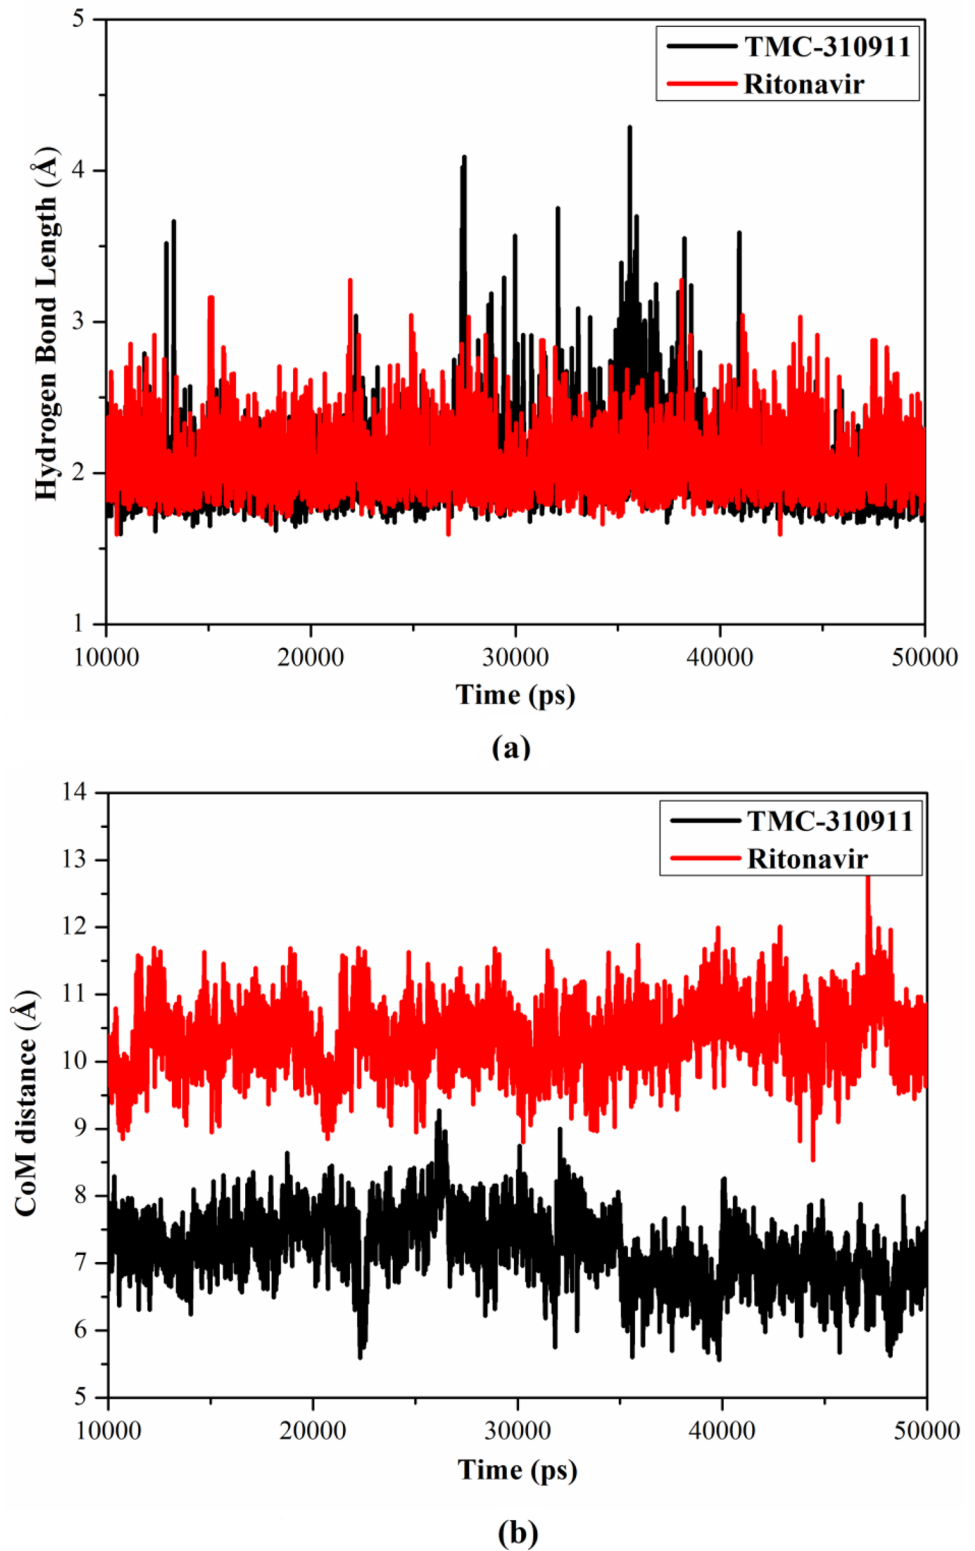 5
4
3
2
1
Hydrogen Bond Length (Å)
TMC-310911
Ritonavir
10000 20000 30000 40000 50000
Time (ps)
(a)
14
13
12
11
10
9
8
7
6
5
CoM distance (Å)
TMC-310911
Ritonavir
10000 20000 30000 40000 50000
Time (ps)
(b)